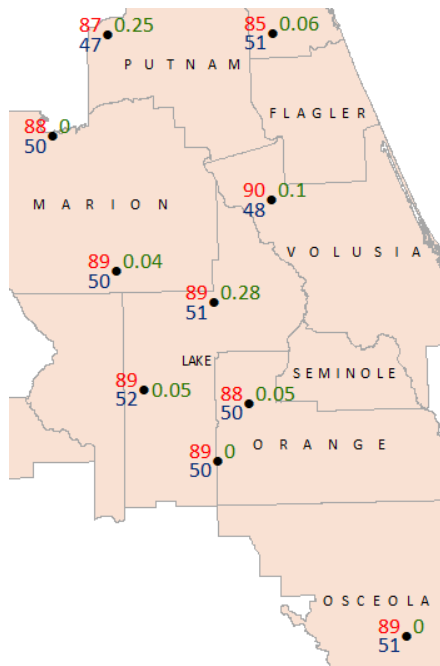 87 0.25
47
85 0.06
51
PUTNAM
FLAGLER
88 0
50
90 0.1
48
MARION
VOLUSIA
89 0.04
50
89 0.28
51
LAKE
SEMINOLE
89 0.05
52
88 0.05
50
ORANGE
89 0
50
OSCEOLA
89 0
51